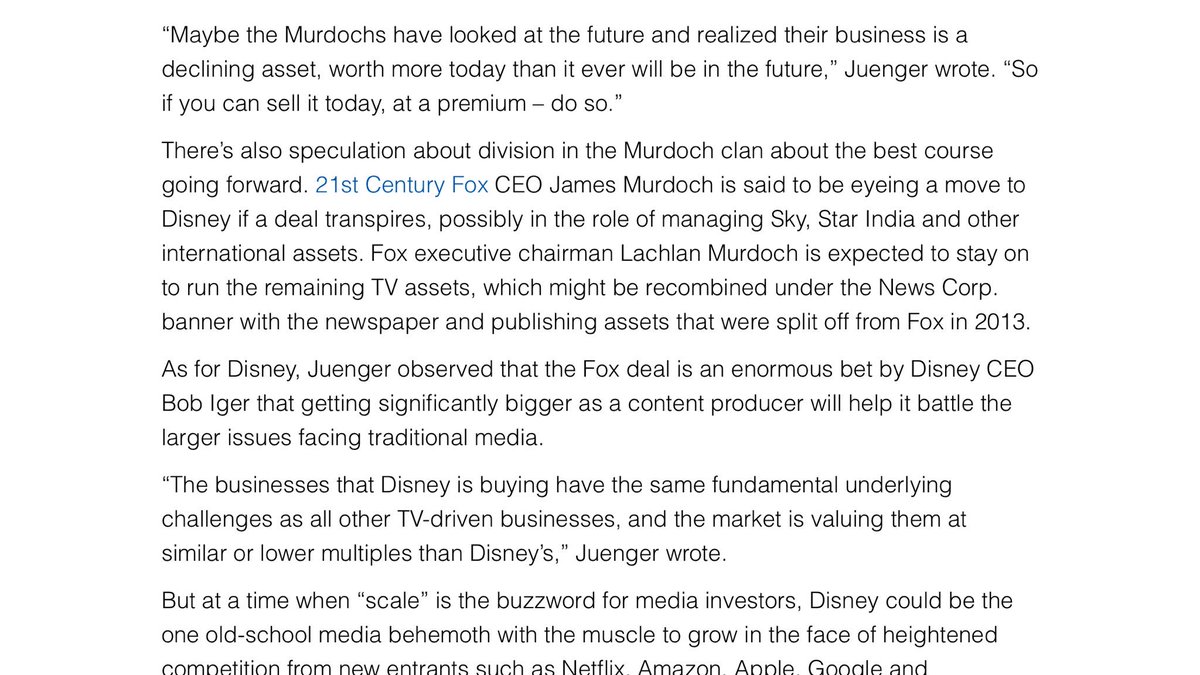 “Maybe the Murdochs have looked at the future and realized their business is a
declining asset, worth more today than it ever will be in the future,” Juenger wrote. “So
if you can sell it today, at a premium – do so.”
There’s also speculation about division in the Murdoch clan about the best course
going forward. 21st Century Fox CEO James Murdoch is said to be eyeing a move to
Disney if a deal transpires, possibly in the role of managing Sky, Star India and other
international assets. Fox executive chairman Lachlan Murdoch is expected to stay on
to run the remaining TV assets, which might be recombined under the News Corp.
banner with the newspaper and publishing assets that were split off from Fox in 2013.
As for Disney, Juenger observed that the Fox deal is an enormous bet by Disney CEO
Bob Iger that getting significantly bigger as a content producer will help it battle the
larger issues facing traditional media.
“The businesses that Disney is buying have the same fundamental underlying
challenges as all other TV-driven businesses, and the market is valuing them at
similar or lower multiples than Disney’s,” Juenger wrote.
But at a time when “scale” is the buzzword for media investors, Disney could be the
one old-school media behemoth with the muscle to grow in the face of heightened
competition from new entrants such as Netflix, Amazon, Apple, Google and